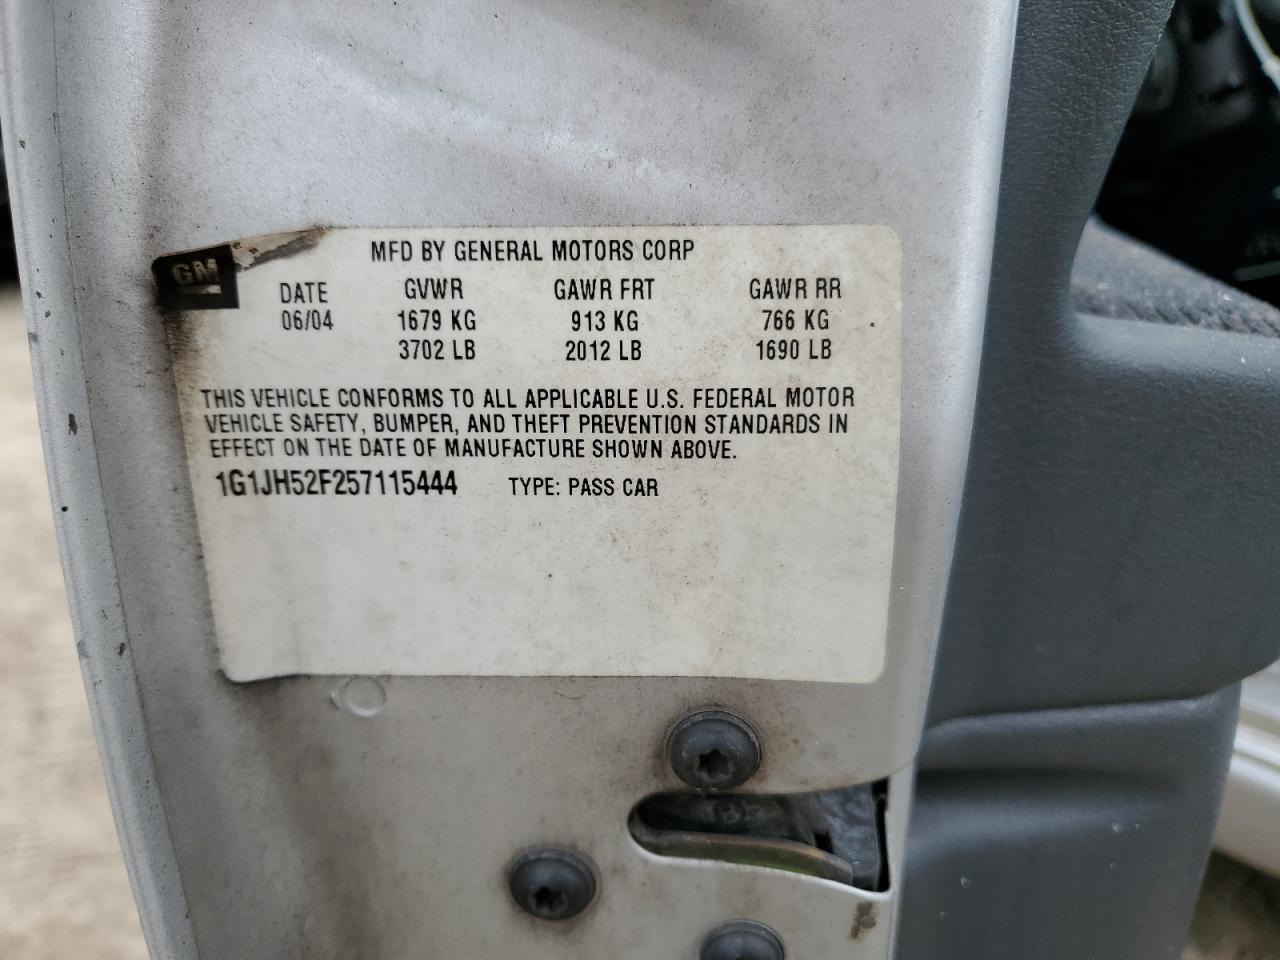 GM
MFD BY GENERAL MOTORS CORP
DATE GVWR GAWR FRT GAWR RR
06/04 1679 KG 913 KG 766 KG
3702 LB 2012 LB 1690 LB
THIS VEHICLE CONFORMS TO ALL APPLICABLE U.S. FEDERAL MOTOR
VEHICLE SAFETY, BUMPER, AND THEFT PREVENTION STANDARDS IN
EFFECT ON THE DATE OF MANUFACTURE SHOWN ABOVE.
1G1JH52F257115444 TYPE: PASS CAR